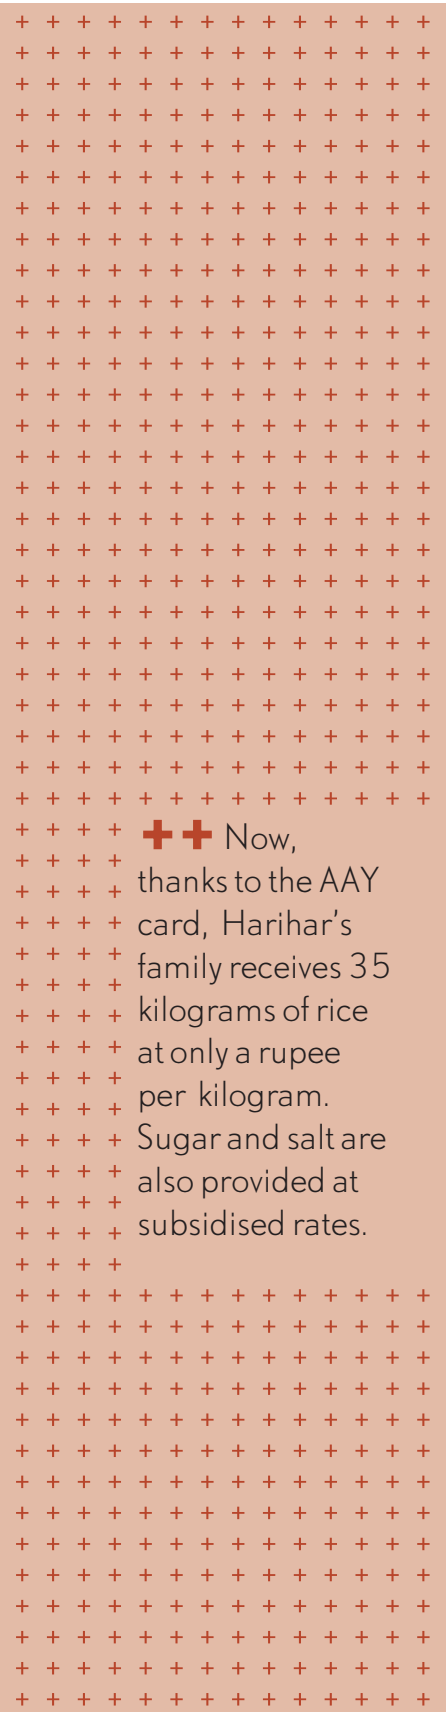 ++ Now,
thanks to the AAY
card, Harihar's
family receives 35
kilograms of rice
at only a rupee
per kilogram.
Sugar and salt are
also provided at
subsidised rates.